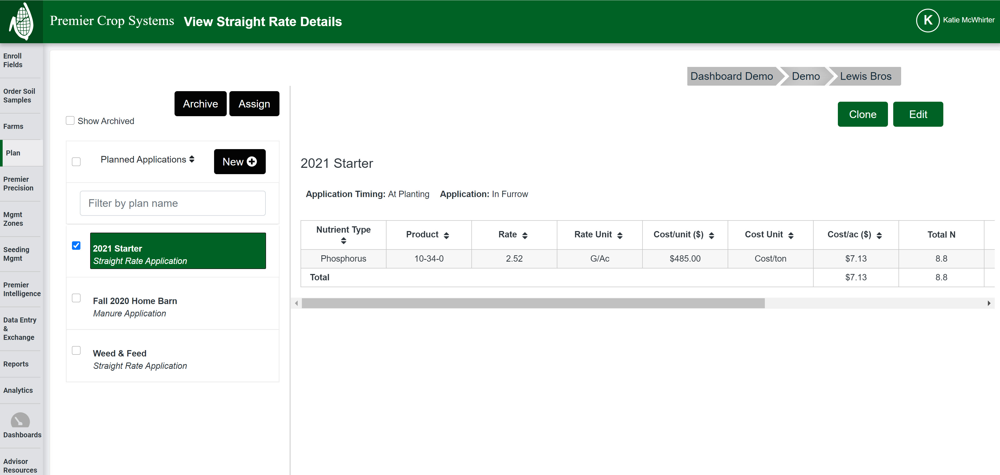 Premier Crop Systems View Straight Rate Details
K Katie McWhirter
Enroll
Fields
Order Soil
Samples
Farms
Plan
Premier
Precision
Mgmt
Zones
Seeding
Mgmt
Premier
Intelligence
Data Entry
&
Exchange
Reports
Analytics
Dashboards
Advisor
Resources
Dashboard Demo Demo Lewis Bros
Archive Assign
Show Archived
Clone Edit
Planned Applications New
Filter by plan name
2021 Starter
Straight Rate Application
Fall 2020 Home Barn
Manure Application
Weed & Feed
Straight Rate Application
2021 Starter
Application Timing: At Planting Application: In Furrow
Nutrient Type Product Rate Rate Unit Cost/unit ($) Cost Unit Cost/ac ($) Total N
Phosphorus 10-34-0 2.52 G/Ac $485.00 Cost/ton $7.13 8.8
Total $7.13 8.8